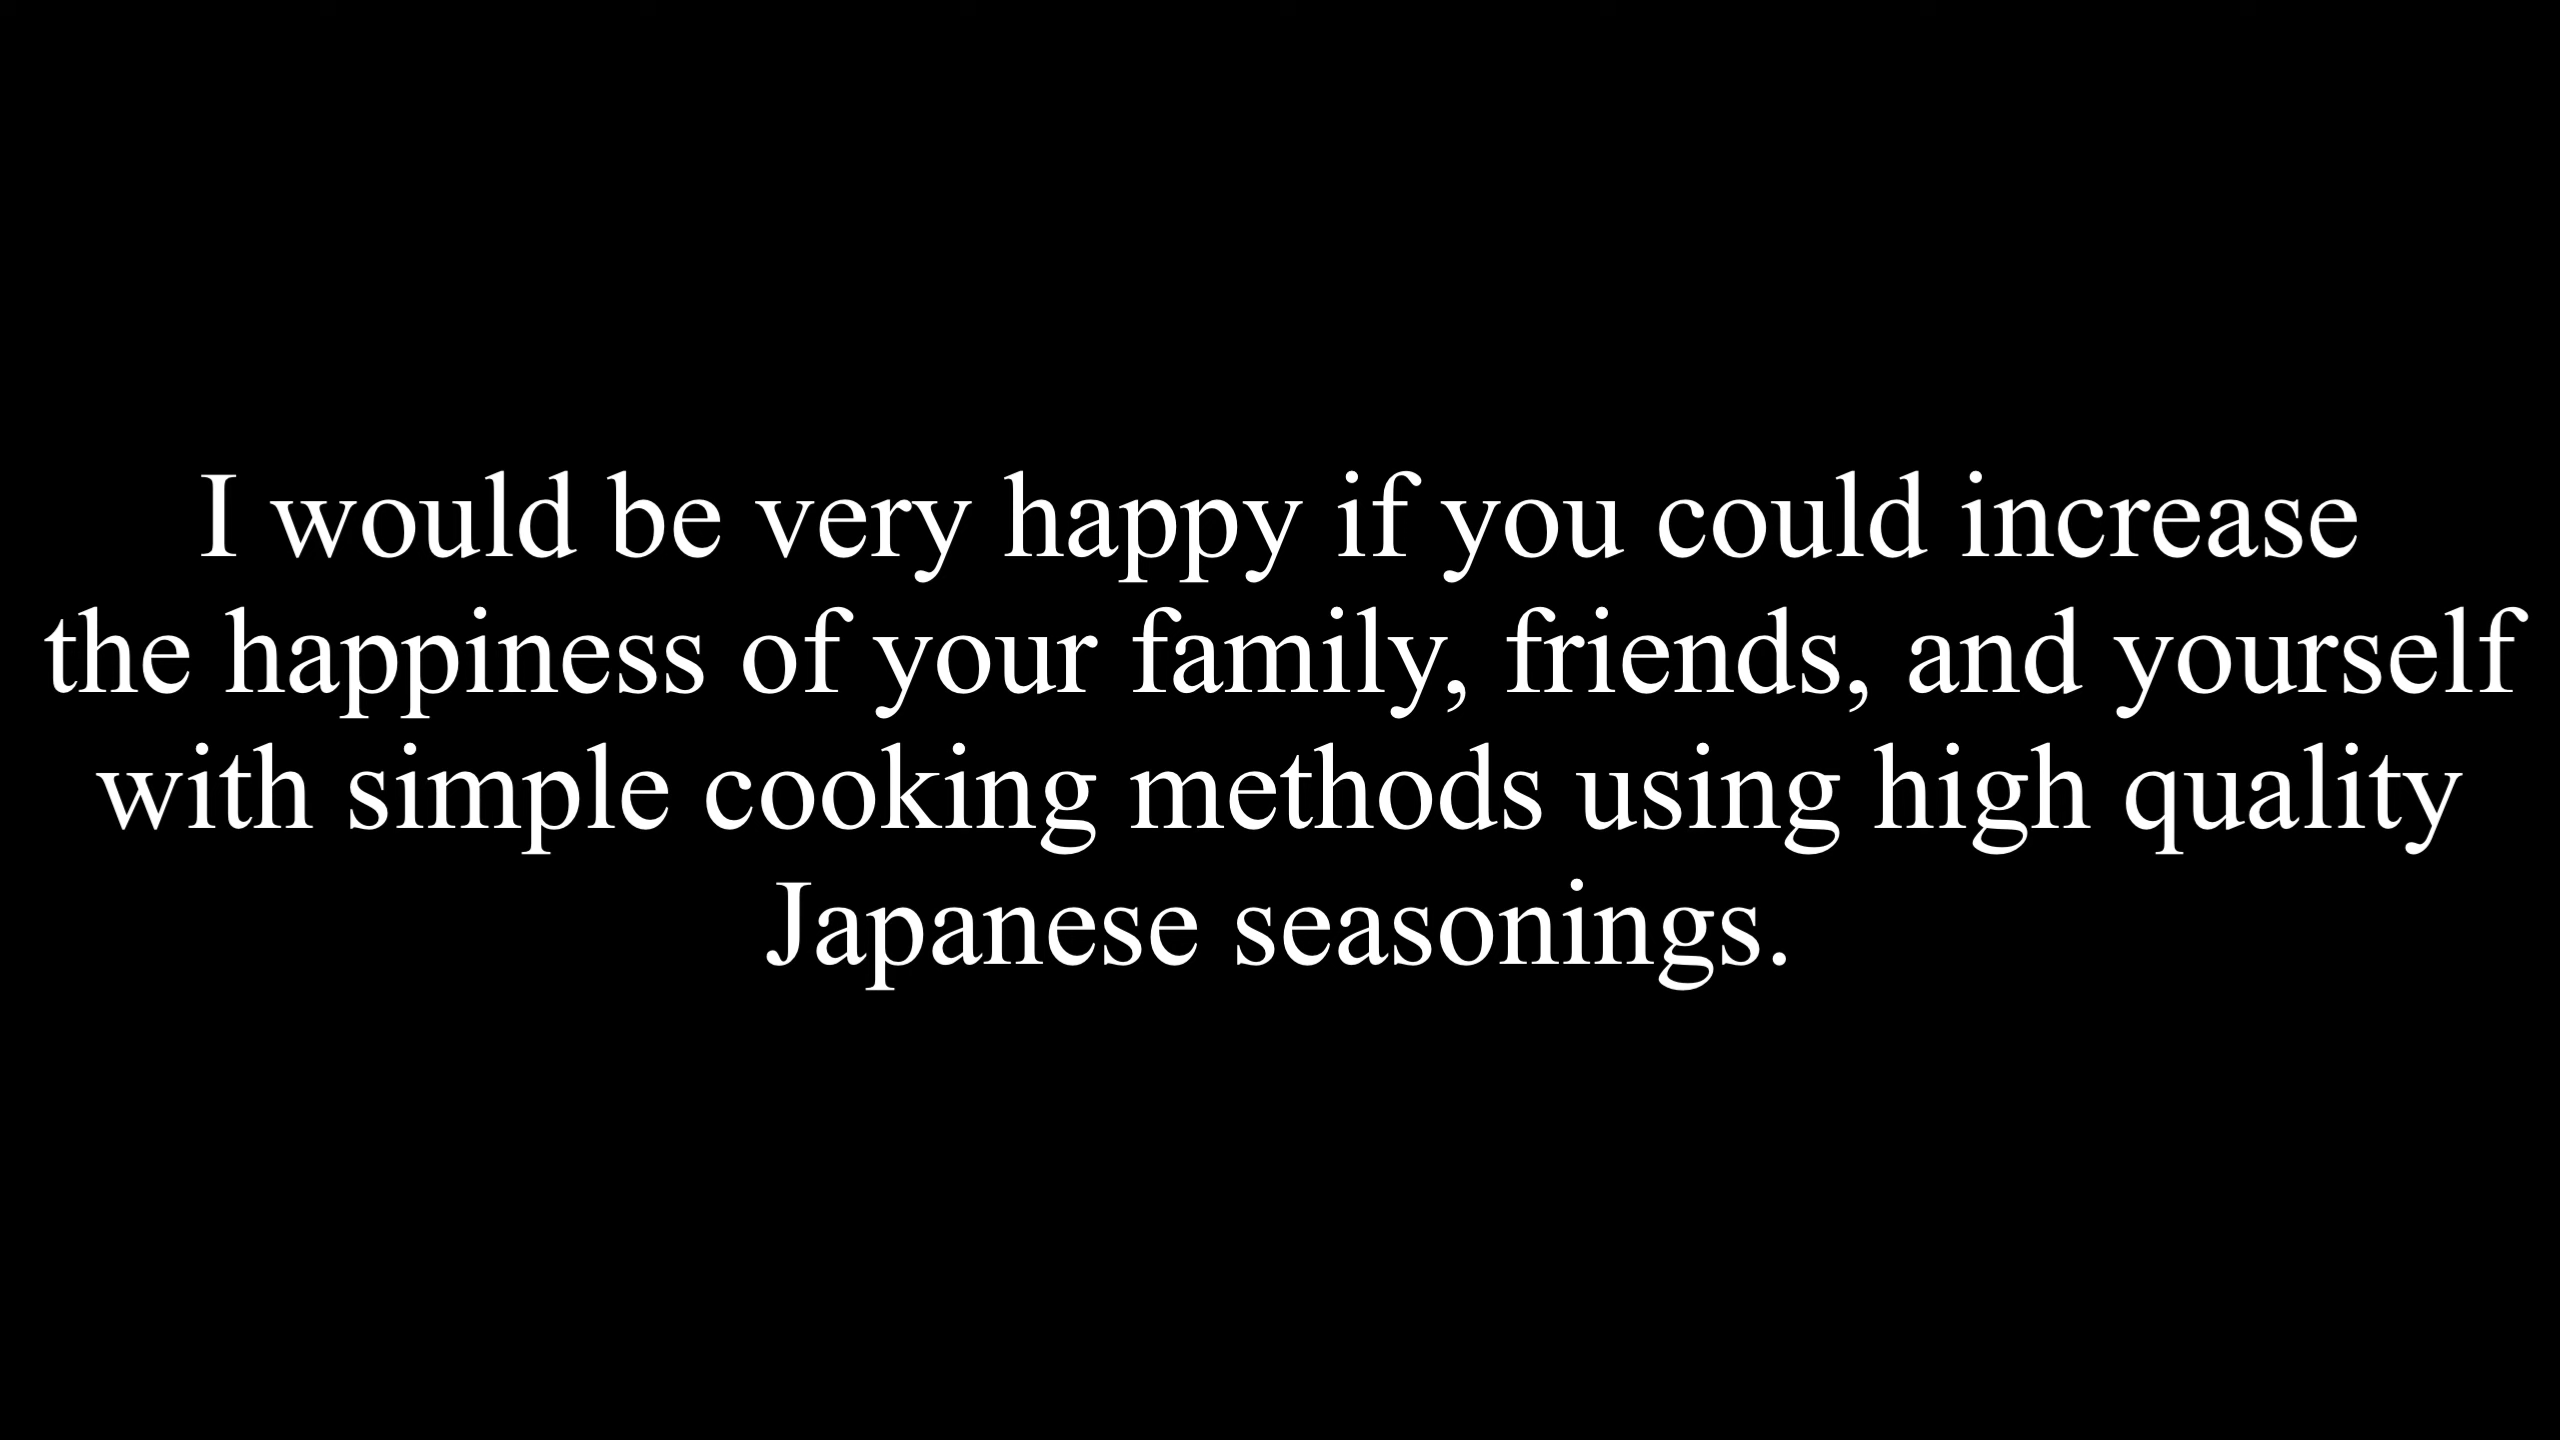 I would be very happy if you could increase
the happiness of your family, friends, and yourself
with simple cooking methods using high quality
Japanese seasonings.